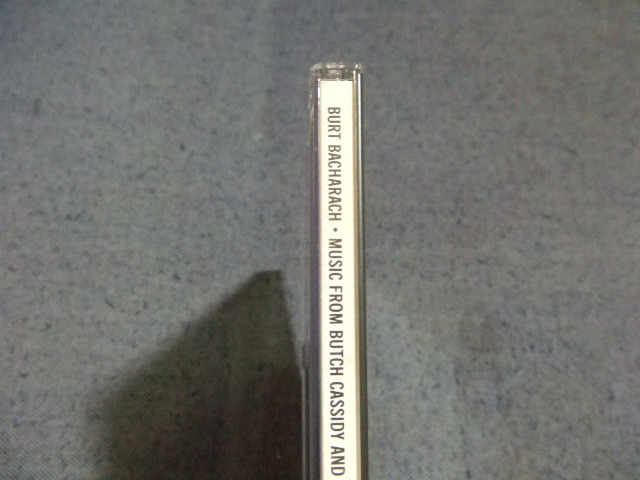 BURT BACHARACH • MUSIC FROM BUTCH CASSIDY AND